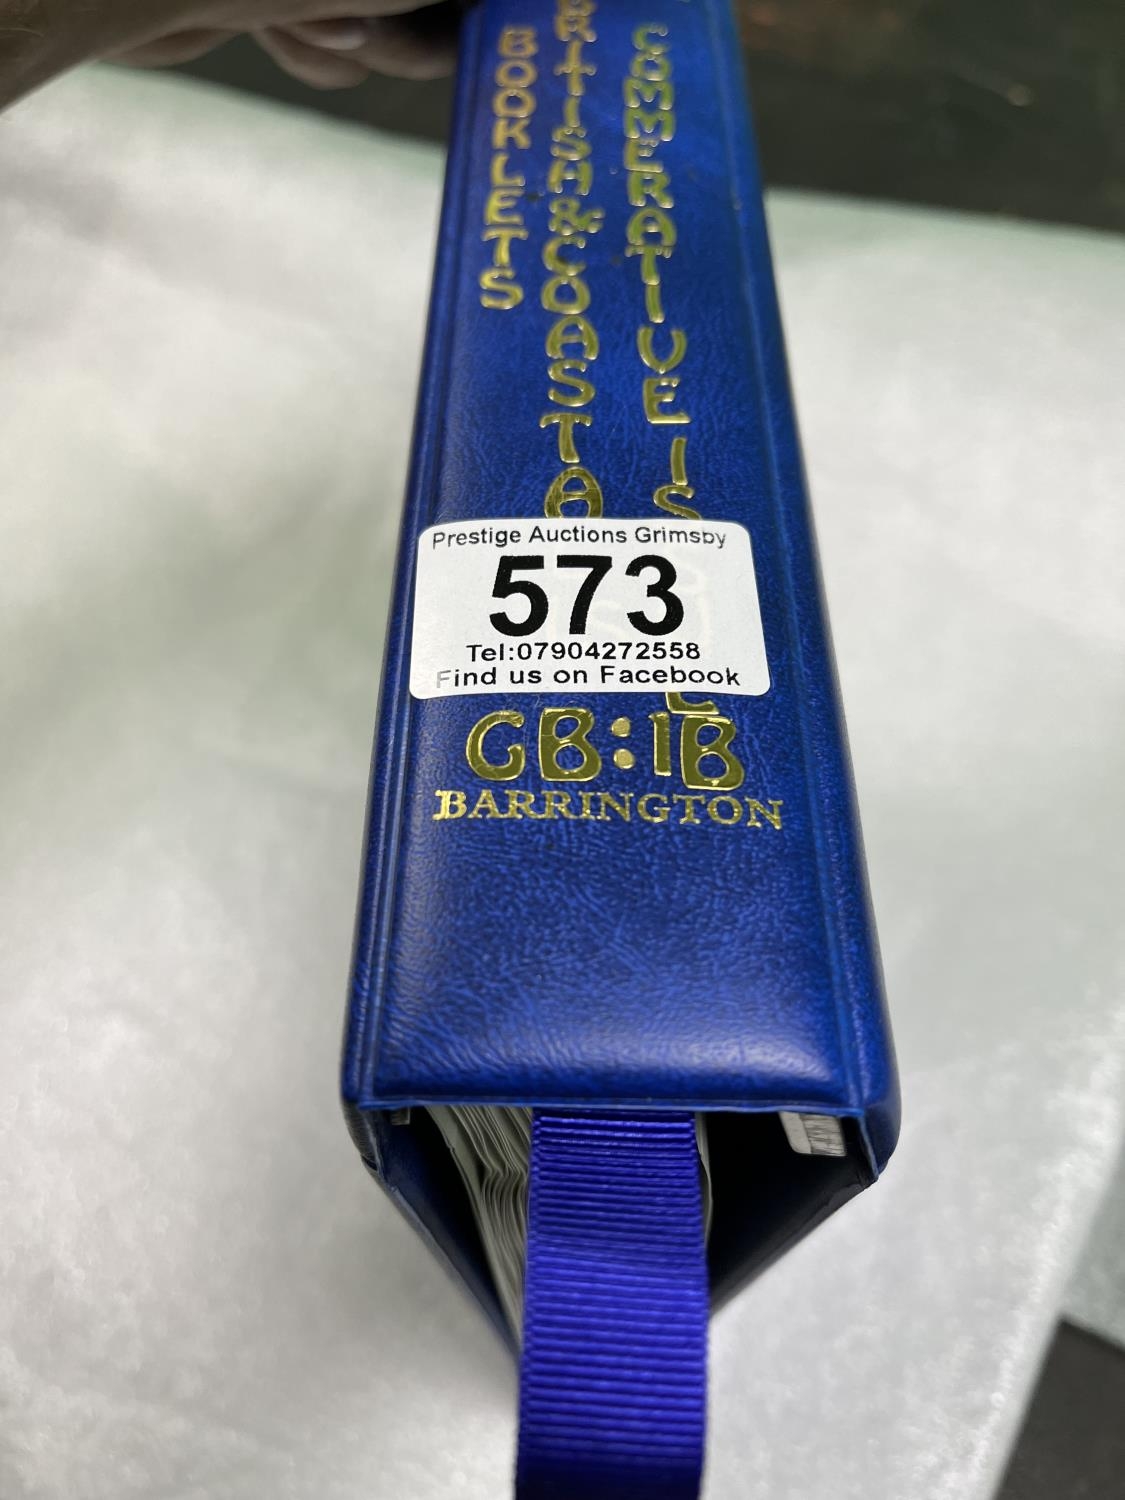 BOOKLETS
BRITISH & COASTA
COMMERATIVE IS
Prestige Auctions Grimsby
573
Tel:07904272558
Find us on Facebook
GB:1B
BARRINGTON